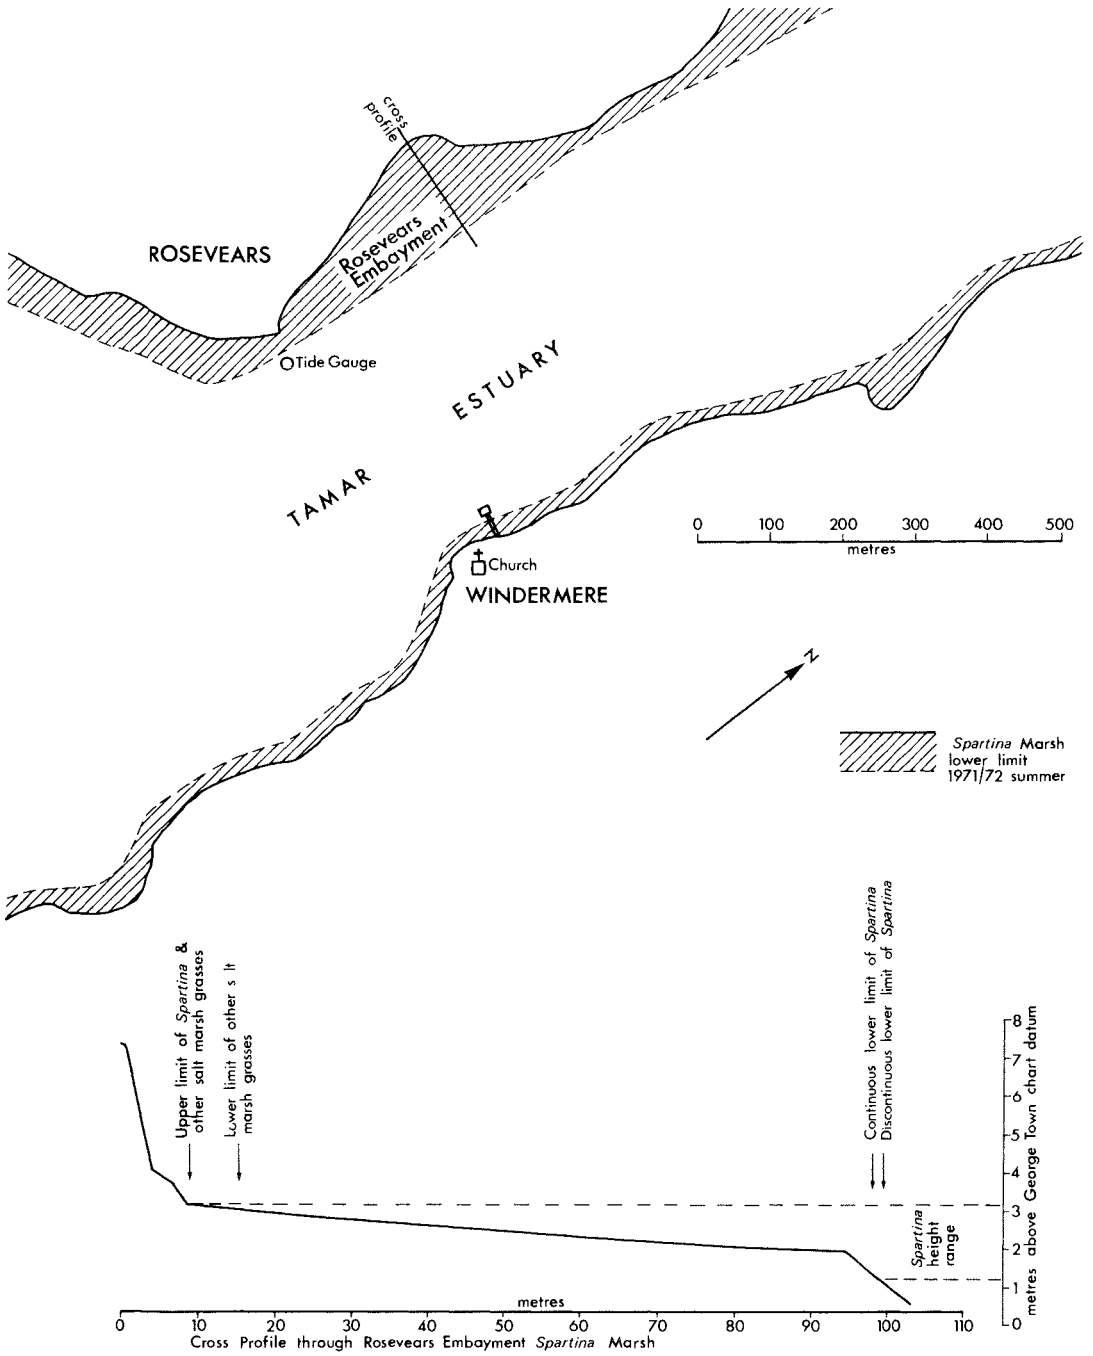 cross
profile
ROSEVEARS
Rosevears
Embayment
Tide Gauge
ESTUARY
TAMAR
0 100 200 300 400 500
metres
Church
WINDERMERE
N
Spartina Marsh
lower limit
1971/72 summer
Upper limit of Spartina &
other salt marsh grasses
Lower limit of other s lt
marsh grasses
Continuous lower limit of Spartina
Discontinuous lower limit of Spartina
8
7
6
5
4
3
2
1
0
metres above George Town chart datum
Spartina
height
range
metres
0 10 20 30 40 50 60 70 80 90 100 110
Cross Profile through Rosevears Embayment Spartina Marsh